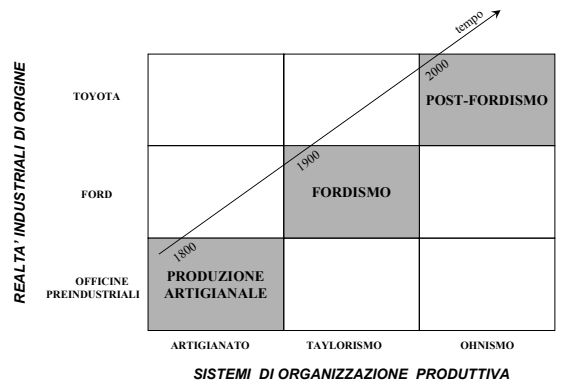 tempo
2000
TOYOTA
POST-FORDISMO
1900
FORD
FORDISMO
1800
OFFICINE
PREINDUSTRIALI
PRODUZIONE
ARTIGIANALE
REALTA' INDUSTRIALI DI ORIGINE
ARTIGIANATO
TAYLORISMO
OHNISMO
SISTEMI DI ORGANIZZAZIONE PRODUTTIVA